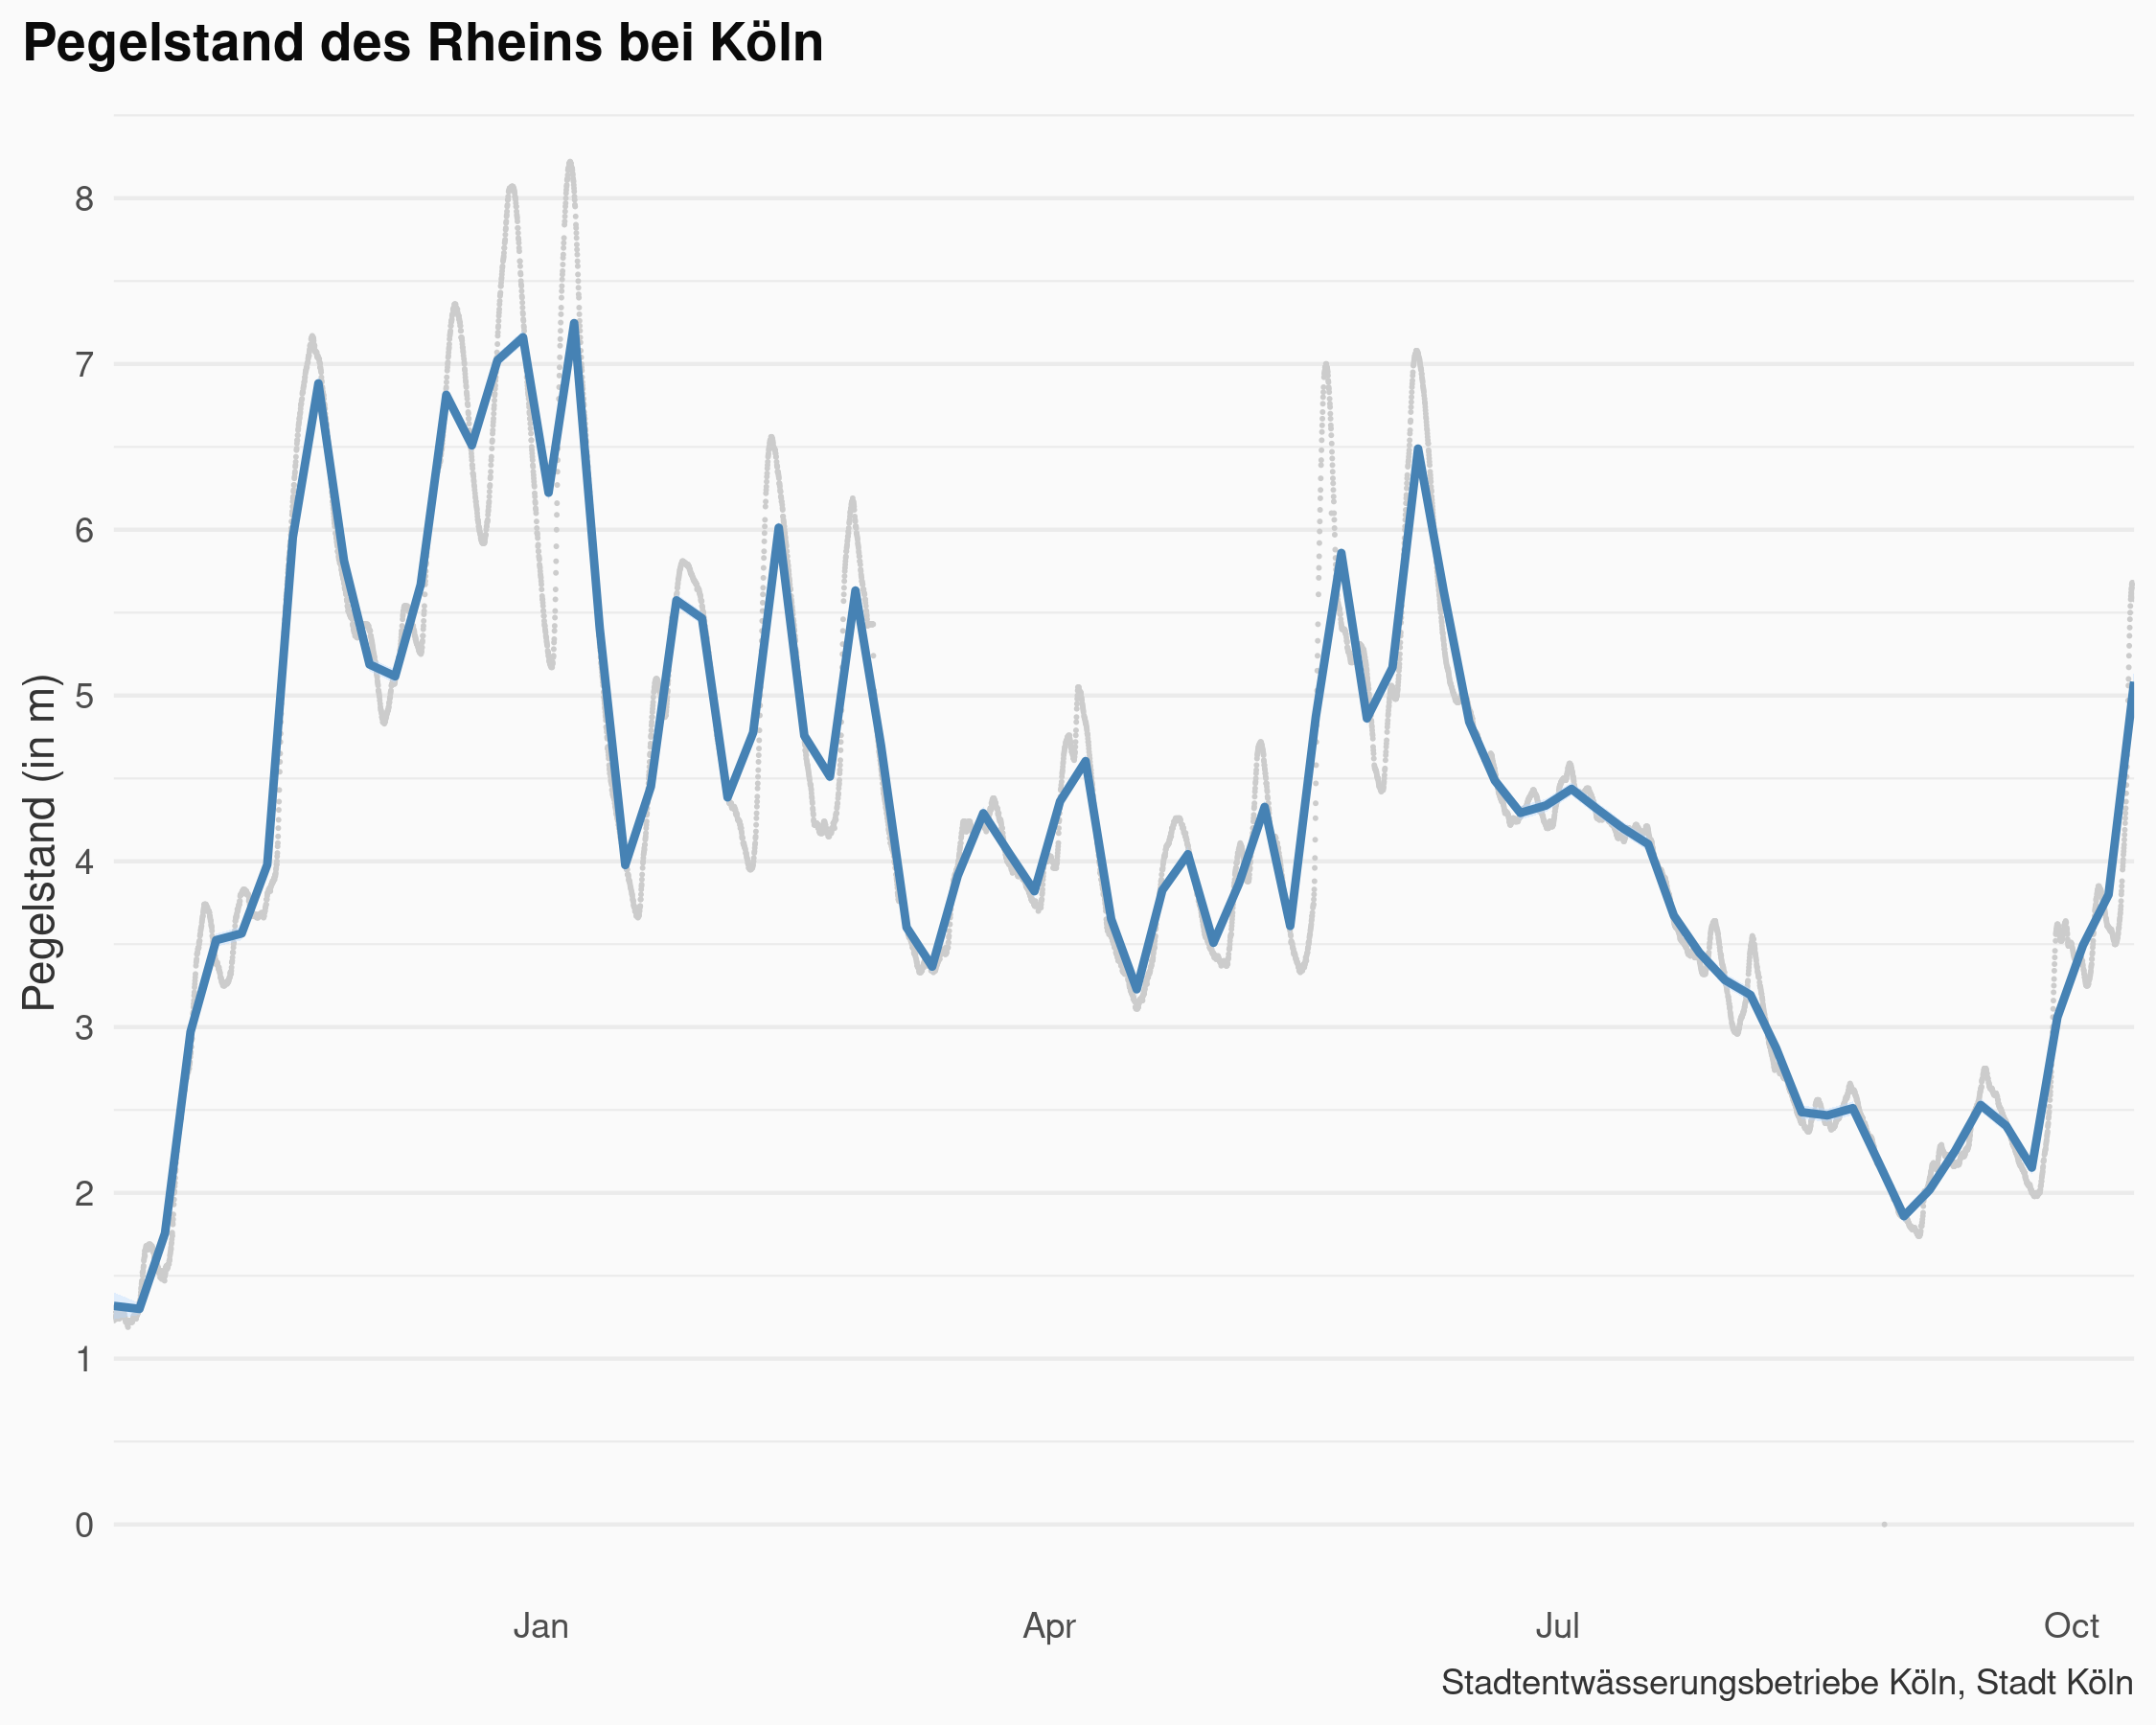 Pegelstand des Rheins bei Köln
Pegelstand (in m)
8
7
6
5
4
3
2
1
0
Jan Apr Jul Oct
Stadtentwässerungsbetriebe Köln, Stadt Köln